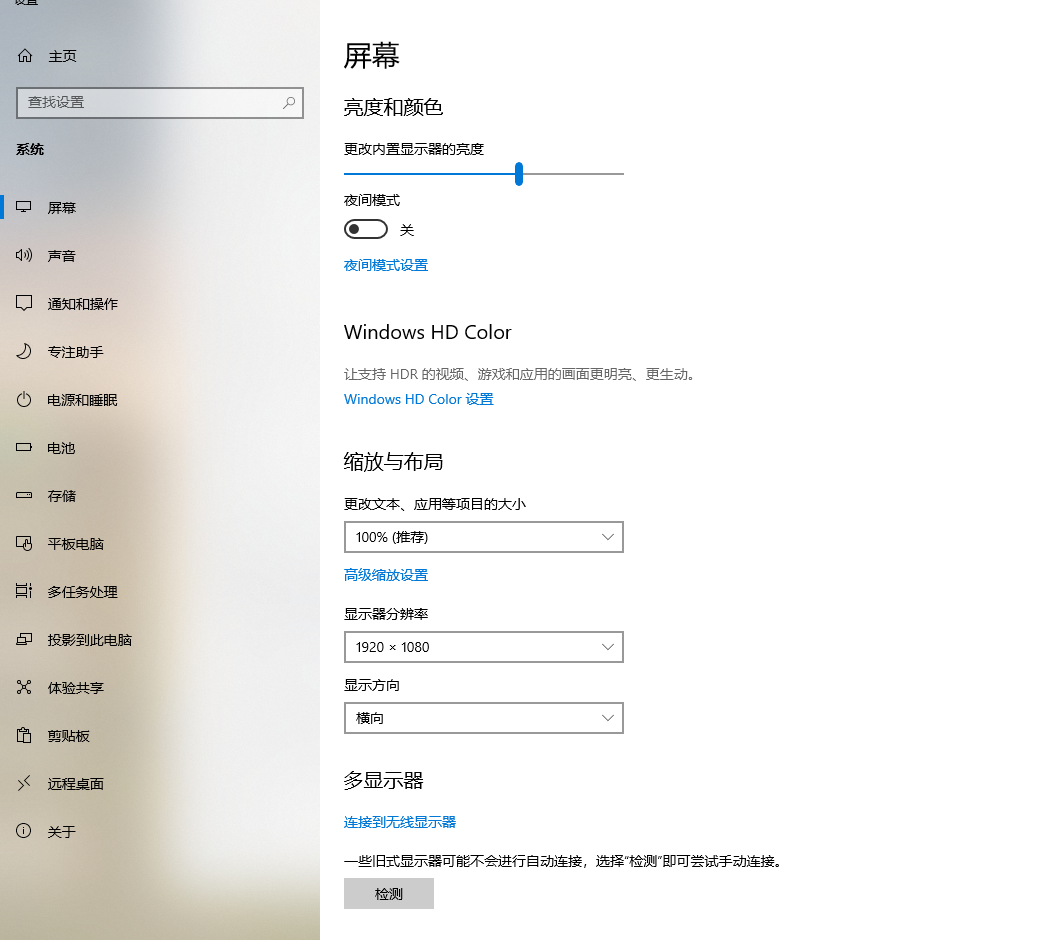 设置
主页
查找设置
系统
屏幕
声音
通知和操作
专注助手
电源和睡眠
电池
存储
平板电脑
多任务处理
投影到此电脑
体验共享
剪贴板
远程桌面
关于
屏幕
亮度和颜色
更改内置显示器的亮度
夜间模式
关
夜间模式设置
Windows HD Color
让支持 HDR 的视频、游戏和应用的画面更明亮、更生动。
Windows HD Color 设置
缩放与布局
更改文本、应用等项目的大小
100% (推荐)
高级缩放设置
显示器分辨率
1920 × 1080
显示方向
横向
多显示器
连接到无线显示器
一些旧式显示器可能不会进行自动连接，选择"检测"即可尝试手动连接。
检测